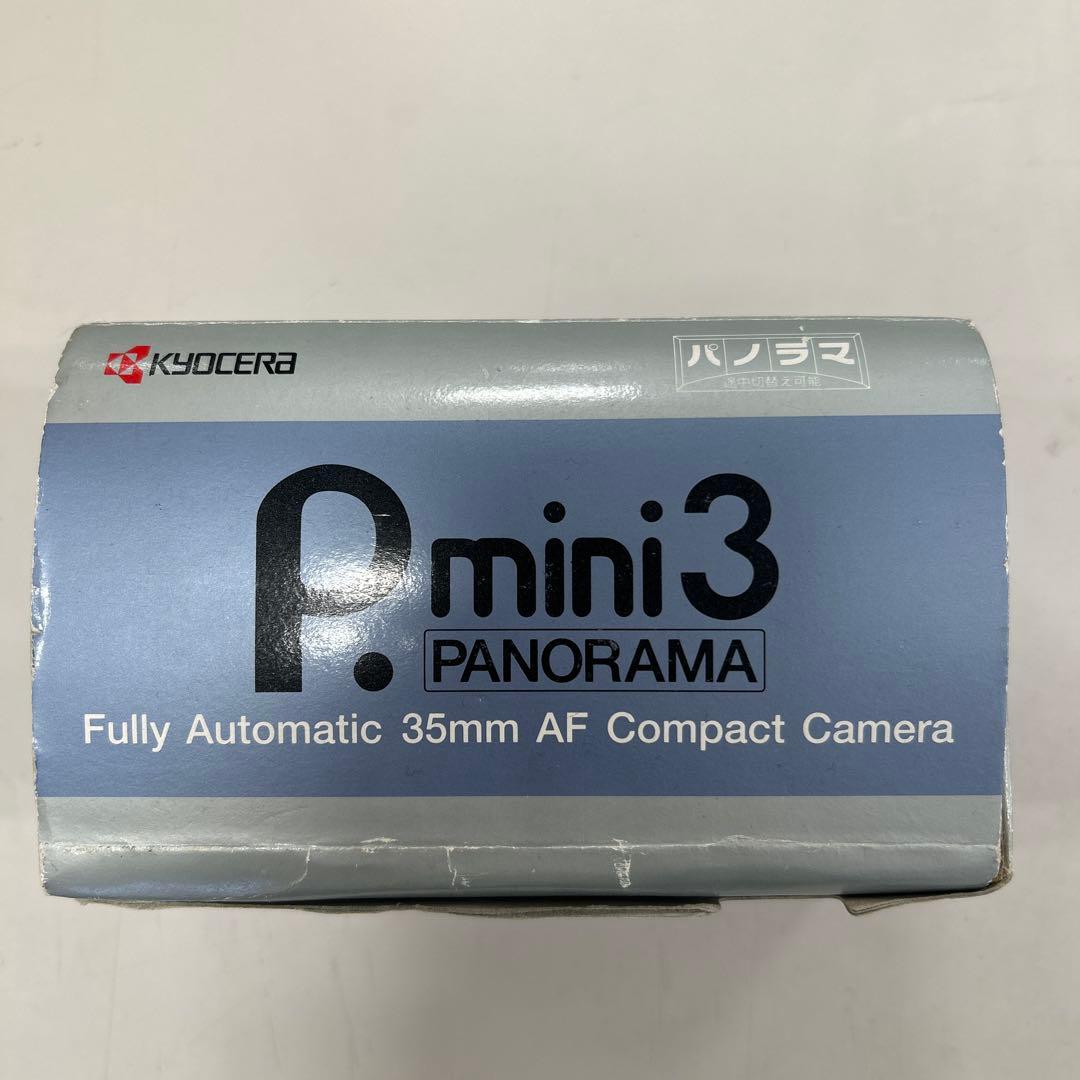 KYOCERA
パノラマ
途中切替え可能
P.mini3
PANORAMA
Fully Automatic 35mm AF Compact Camera